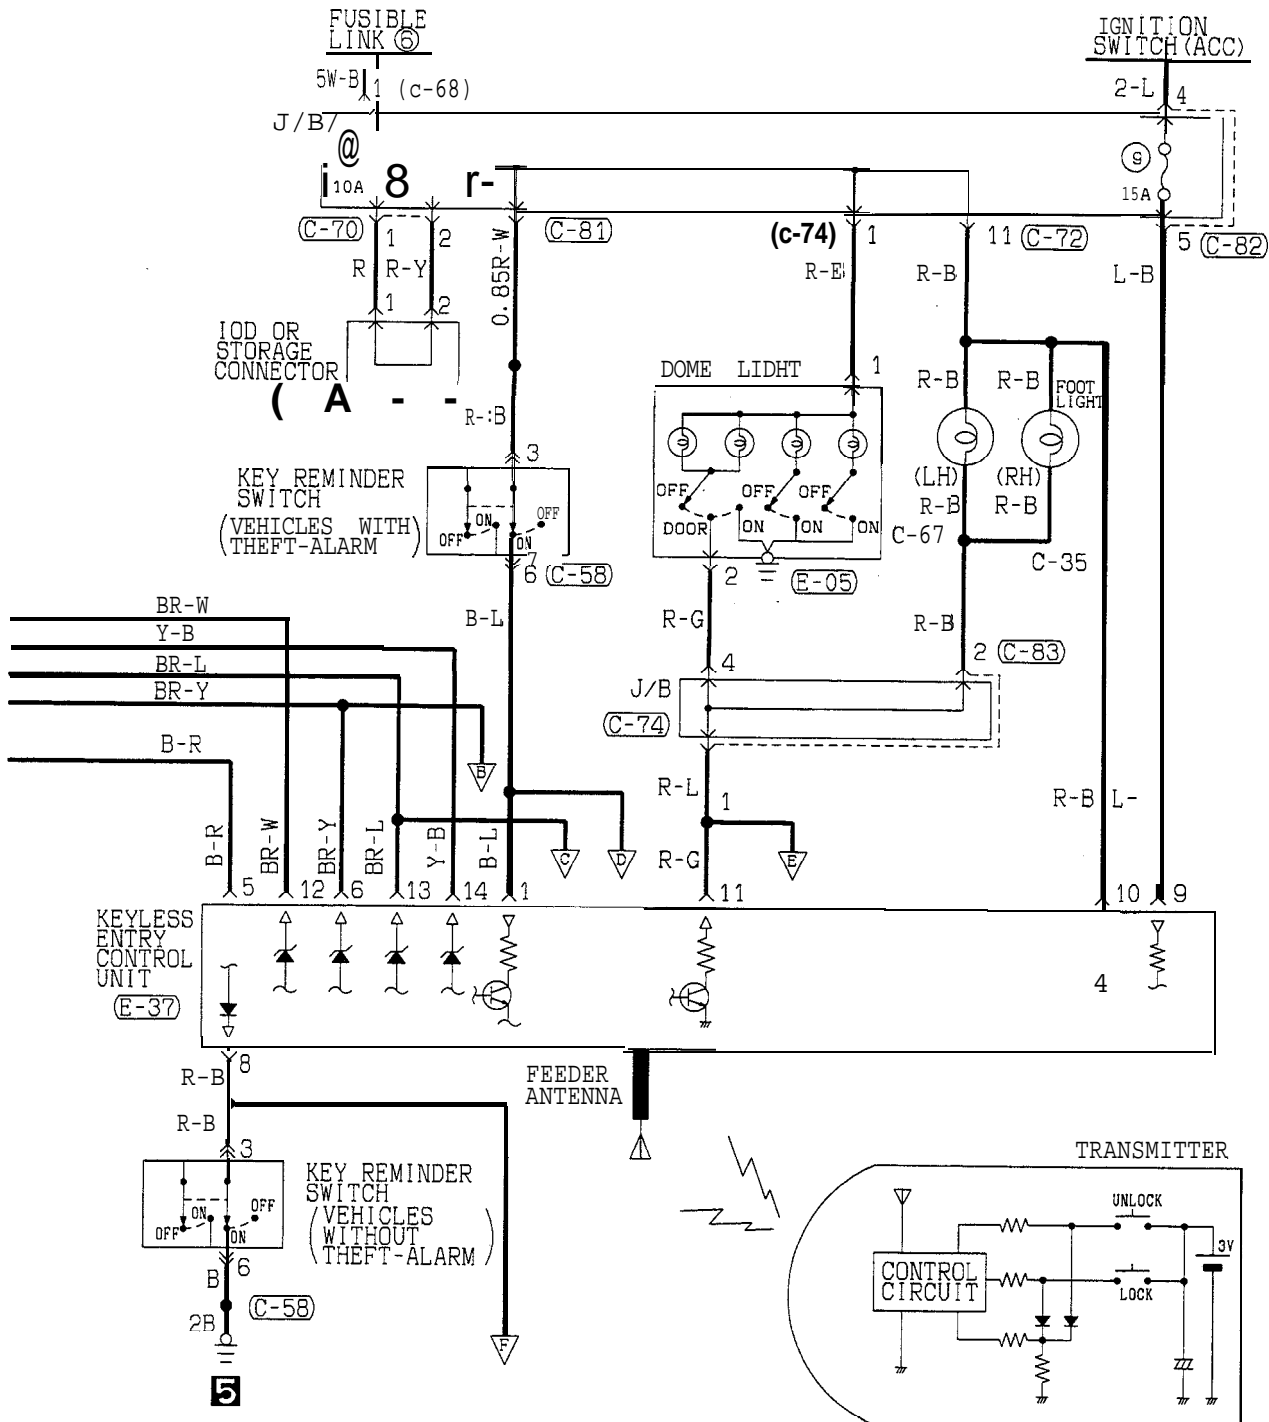 FUSIBLE
LINK ⑥
IGNITION
SWITCH (ACC)
5W-B 1 (c-68)
2-L 4
J/B/
@
i 10A 8 r-
⑨
15A
C-70 1 2
C-81
(c-74) 1
11 C-72
5 C-82
R R-Y
0.85R-W
R-E
R-B
L-B
1 2
IOD OR
STORAGE
CONNECTOR
( A - -
DOME LIDHT 1
R-B R-B FOOT
LIGHT
R-:B
3
KEY REMINDER
SWITCH
(VEHICLES WITH
THEFT-ALARM)
OFF ON OFF
ON
7
6 C-58
OFF OFF OFF
DOOR ON ON ON
(LH) (RH)
R-B R-B
C-67
C-35
2 E-05
BR-W
Y-B
BR-L
BR-Y
B-R
B-L
R-G
R-B
4
2 C-83
J/B
C-74
B
R-L 1
R-B L-
B-R
BR-W
BR-Y
BR-L
Y-B
B-L
C D
R-G E
5 12 6 13 14 1 11 10 9
KEYLESS
ENTRY
CONTROL
UNIT
E-37
4
8
R-B
FEEDER
ANTENNA
R-B
3
KEY REMINDER
SWITCH
(VEHICLES
WITHOUT
THEFT-ALARM)
OFF ON OFF
ON
6
B
C-58
2B
5
F
TRANSMITTER
UNLOCK
3V
CONTROL
CIRCUIT
LOCK